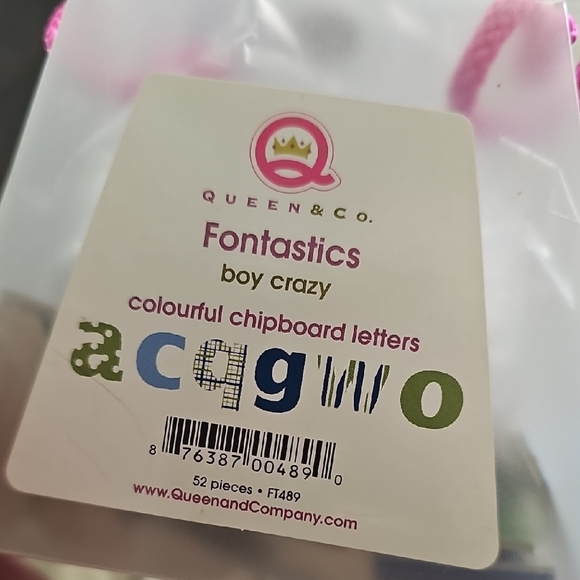 Q
QUEEN & CO.
Fontastics
boy crazy
colourful chipboard letters
acqgwo
8 76387 00489 0
52 pieces • FT489
www.QueenandCompany.com